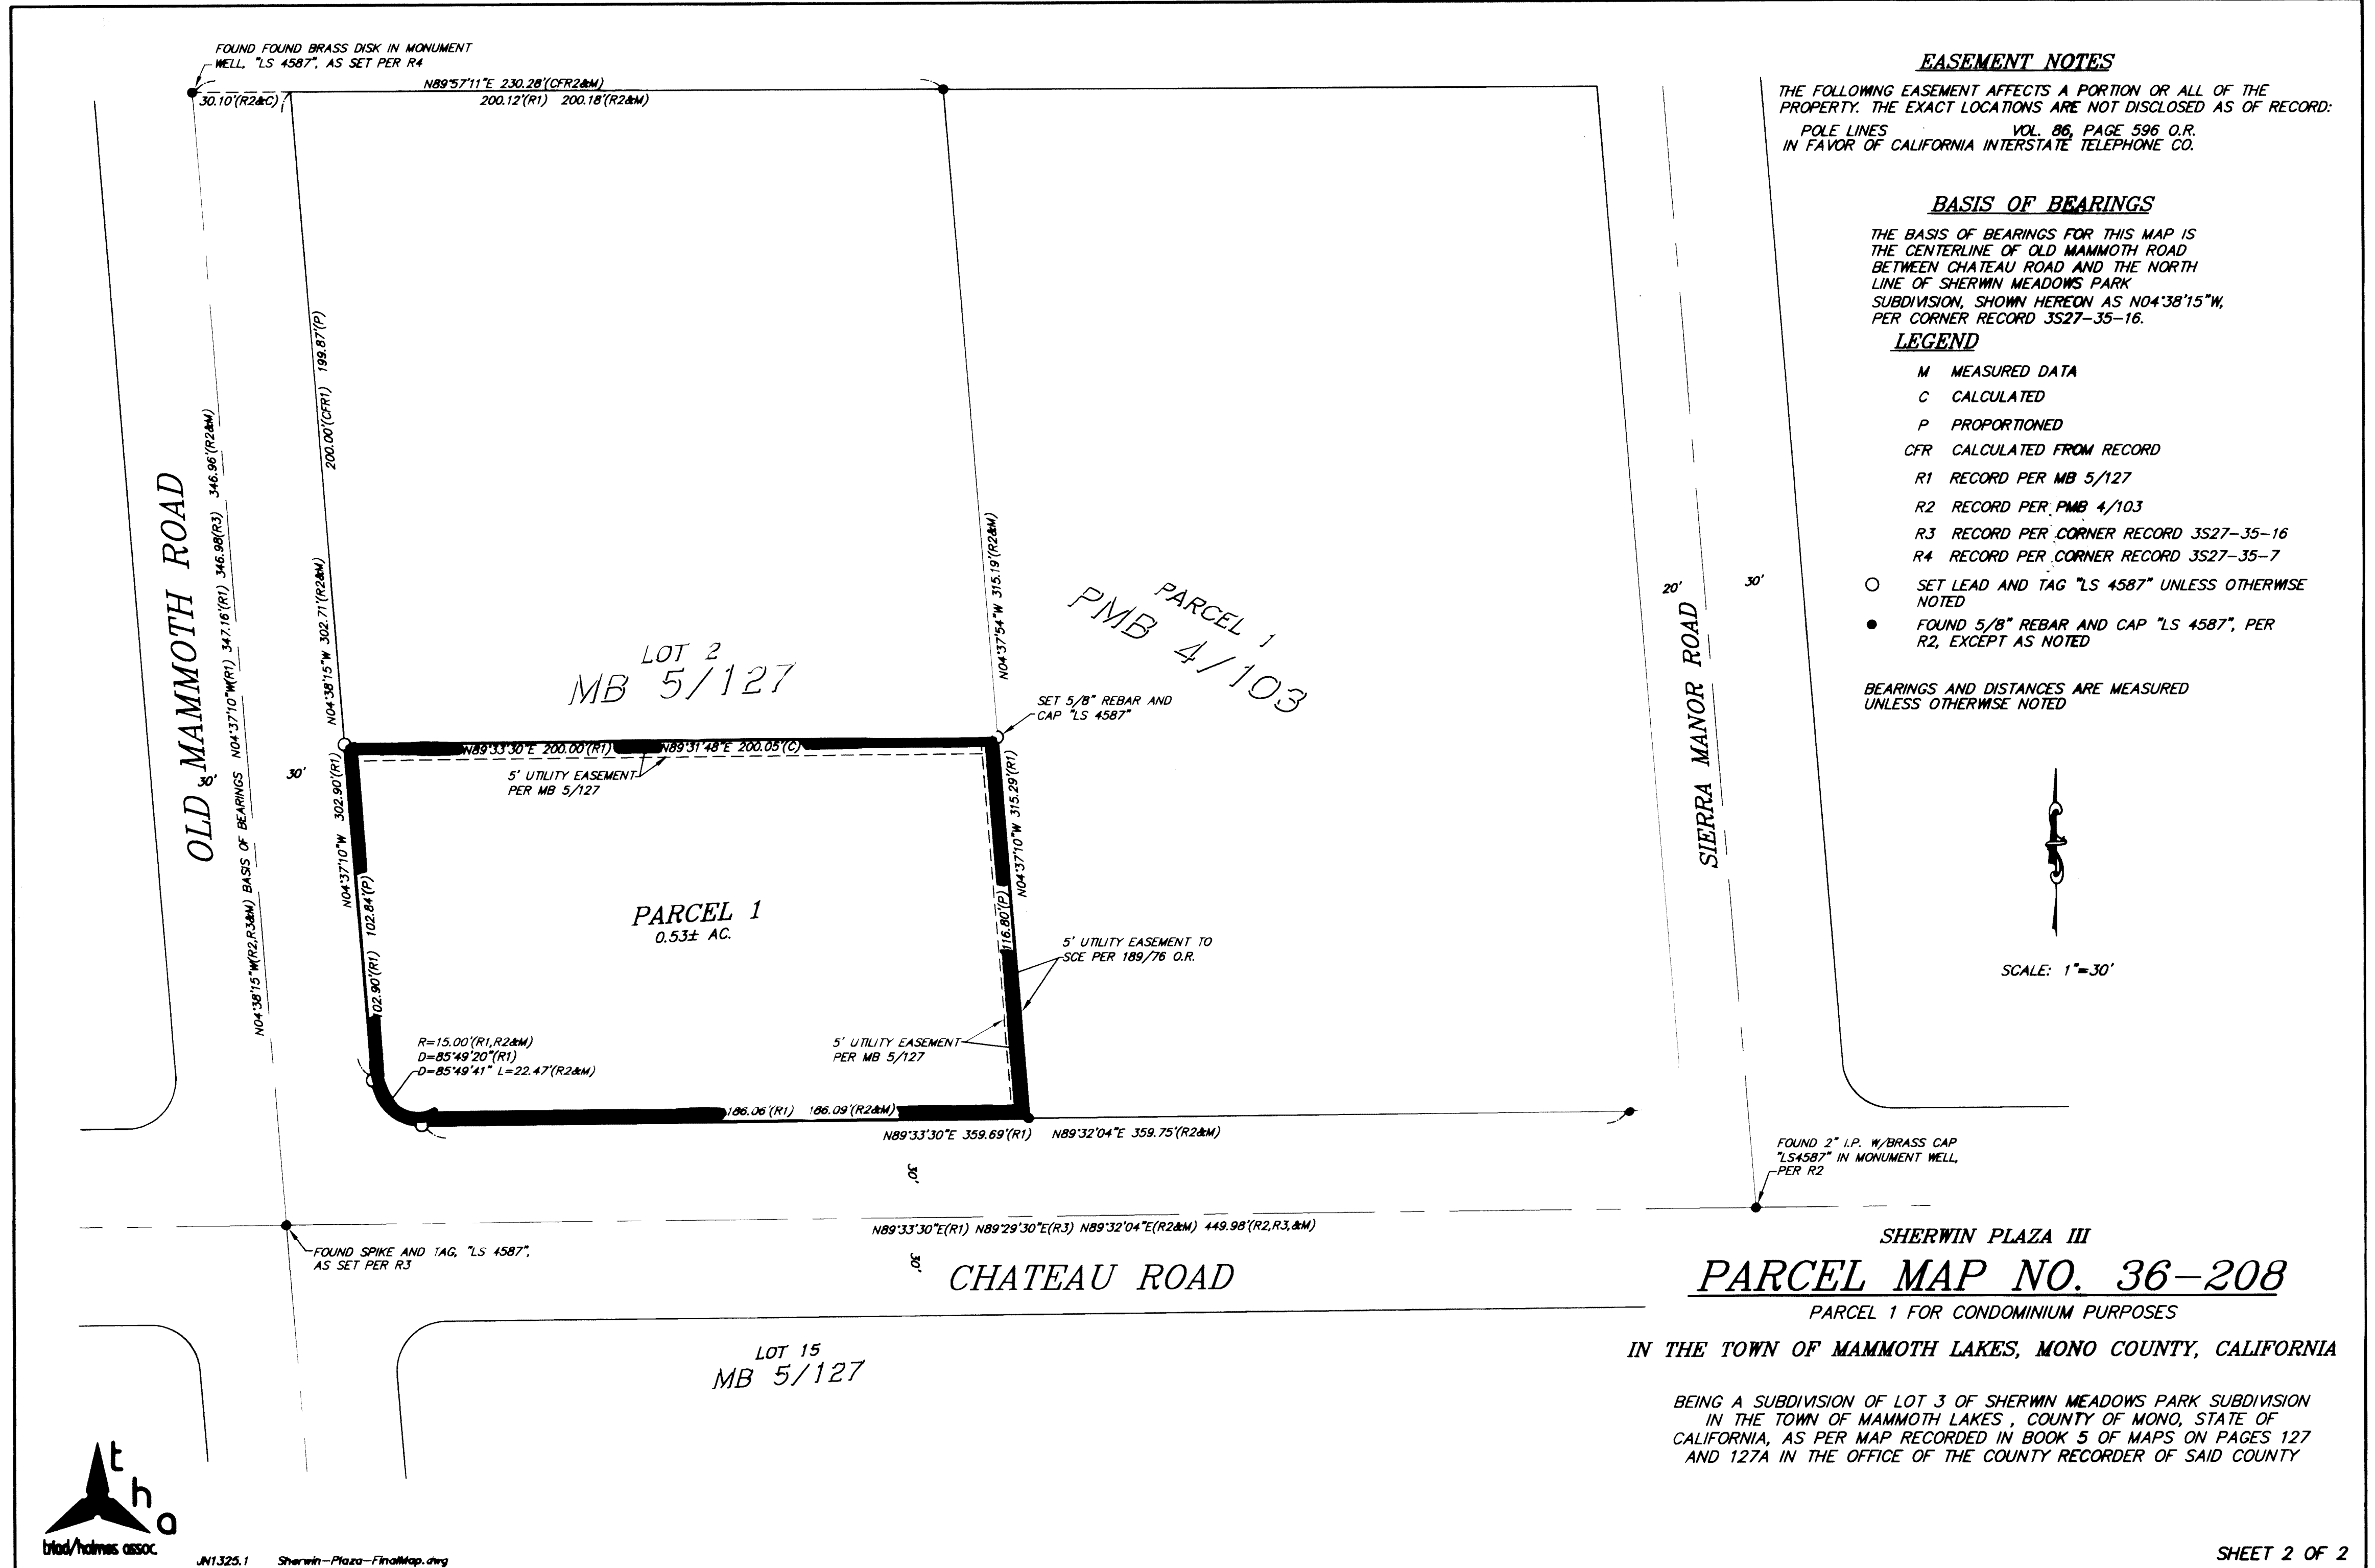 FOUND FOUND BRASS DISK IN MONUMENT
WELL, "LS 4587", AS SET PER R4
30.10'(R2&C)
N89°57'11"E 230.28'(CFR2&M)
200.12'(R1) 200.18'(R2&M)
OLD MAMMOTH ROAD
30'
30'
N04°38'15"W(R2,R3&M) BASIS OF BEARINGS N04°37'10"W(R1) 347.16'(R1) 346.98(R3) 346.96'(R2&M)
200.00'(CFR1) 199.87'(P)
N04°38'15"W 302.71'(R2&M)
N04°37'10"W 302.90'(R1)
102.90'(R1) 102.84'(P)
LOT 2
MB 5/127
PARCEL 1
PMB 4/103
N04°37'54"W 315.19'(R2&M)
SET 5/8" REBAR AND
CAP "LS 4587"
N89°33'30"E 200.00'(R1) N89°31'48"E 200.05'(C)
5' UTILITY EASEMENT
PER MB 5/127
N04°37'10"W 315.29'(R1)
116.80'(P)
PARCEL 1
0.53± AC.
5' UTILITY EASEMENT TO
SCE PER 189/76 O.R.
R=15.00'(R1,R2&M)
D=85°49'20"(R1)
D=85°49'41" L=22.47'(R2&M)
5' UTILITY EASEMENT
PER MB 5/127
186.06'(R1) 186.09'(R2&M)
N89°33'30"E 359.69'(R1) N89°32'04"E 359.75'(R2&M)
30'
N89°33'30"E(R1) N89°29'30"E(R3) N89°32'04"E(R2&M) 449.98'(R2,R3,&M)
30'
CHATEAU ROAD
FOUND SPIKE AND TAG, "LS 4587",
AS SET PER R3
LOT 15
MB 5/127
SIERRA MANOR ROAD
20'
30'
FOUND 2" I.P. W/BRASS CAP
"LS4587" IN MONUMENT WELL,
PER R2
EASEMENT NOTES
THE FOLLOWING EASEMENT AFFECTS A PORTION OR ALL OF THE
PROPERTY. THE EXACT LOCATIONS ARE NOT DISCLOSED AS OF RECORD:
POLE LINES VOL. 86, PAGE 596 O.R.
IN FAVOR OF CALIFORNIA INTERSTATE TELEPHONE CO.
BASIS OF BEARINGS
THE BASIS OF BEARINGS FOR THIS MAP IS
THE CENTERLINE OF OLD MAMMOTH ROAD
BETWEEN CHATEAU ROAD AND THE NORTH
LINE OF SHERWIN MEADOWS PARK
SUBDIVISION, SHOWN HEREON AS N04°38'15"W,
PER CORNER RECORD 3S27-35-16.
LEGEND
M MEASURED DATA
C CALCULATED
P PROPORTIONED
CFR CALCULATED FROM RECORD
R1 RECORD PER MB 5/127
R2 RECORD PER PMB 4/103
R3 RECORD PER CORNER RECORD 3S27-35-16
R4 RECORD PER CORNER RECORD 3S27-35-7
SET LEAD AND TAG "LS 4587" UNLESS OTHERWISE
NOTED
FOUND 5/8" REBAR AND CAP "LS 4587", PER
R2, EXCEPT AS NOTED
BEARINGS AND DISTANCES ARE MEASURED
UNLESS OTHERWISE NOTED
SCALE: 1"=30'
SHERWIN PLAZA III
PARCEL MAP NO. 36-208
PARCEL 1 FOR CONDOMINIUM PURPOSES
IN THE TOWN OF MAMMOTH LAKES, MONO COUNTY, CALIFORNIA
BEING A SUBDIVISION OF LOT 3 OF SHERWIN MEADOWS PARK SUBDIVISION
IN THE TOWN OF MAMMOTH LAKES , COUNTY OF MONO, STATE OF
CALIFORNIA, AS PER MAP RECORDED IN BOOK 5 OF MAPS ON PAGES 127
AND 127A IN THE OFFICE OF THE COUNTY RECORDER OF SAID COUNTY
t
h
a
triad/holmes assoc.
JN1325.1 Sherwin-Plaza-FinalMap.dwg
SHEET 2 OF 2